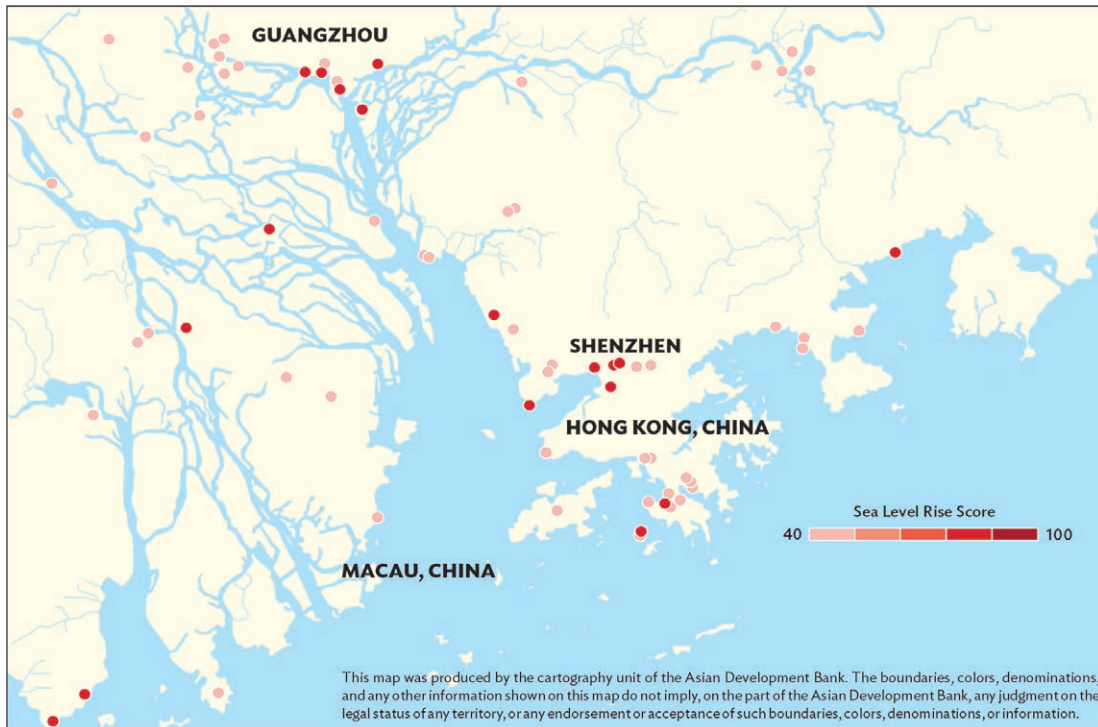 GUANGZHOU
SHENZHEN
HONG KONG, CHINA
Sea Level Rise Score
40 100
MACAU, CHINA
This map was produced by the cartography unit of the Asian Development Bank. The boundaries, colors, denominations,
and any other information shown on this map do not imply, on the part of the Asian Development Bank, any judgment on the
legal status of any territory, or any endorsement or acceptance of such boundaries, colors, denominations, or information.